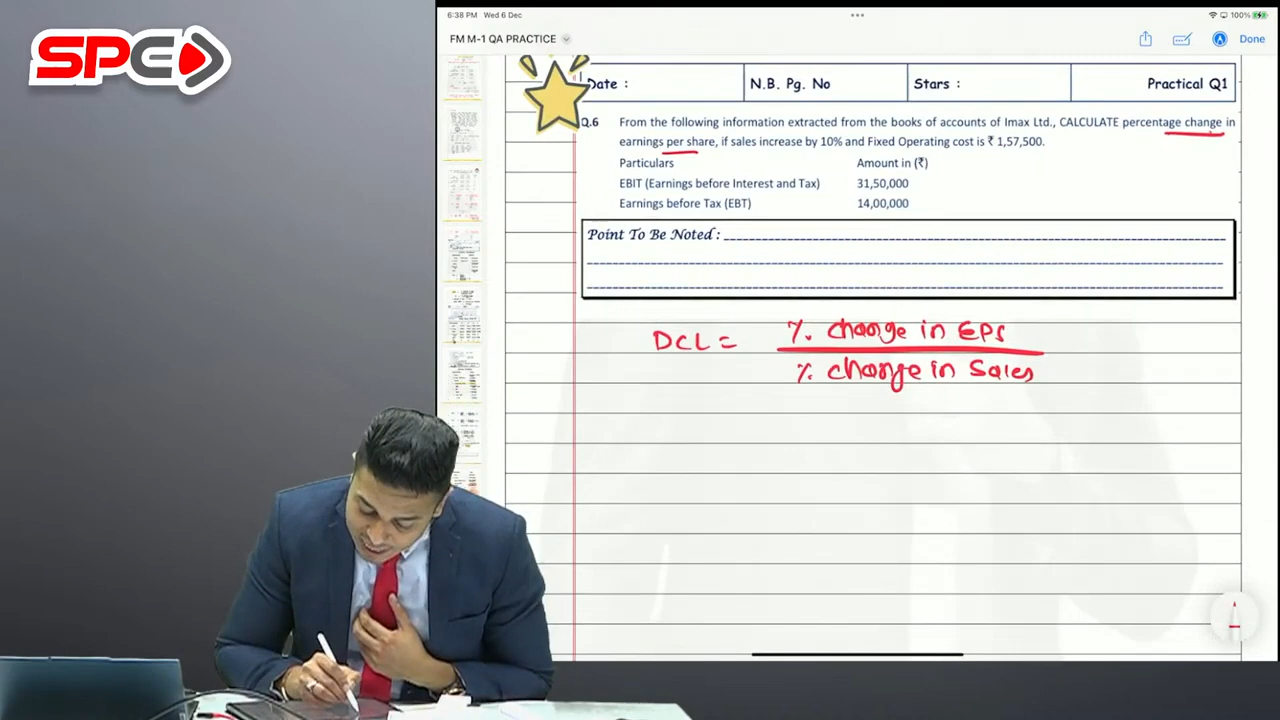 SPED
6:38 PM Wed 6 Dec
100%
FM M-1 QA PRACTICE
Done
Date :
N.B. Pg. No
Stars :
Practical Q1
Q.6 From the following information extracted from the books of accounts of Imax Ltd., CALCULATE percentage change in
earnings per share, if sales increase by 10% and Fixed Operating cost is ₹ 1,57,500.
Particulars Amount in (₹)
EBIT (Earnings before Interest and Tax) 31,50,000
Earnings before Tax (EBT) 14,00,000
Point To Be Noted :
DCL = % change in EPS
% change in Sales